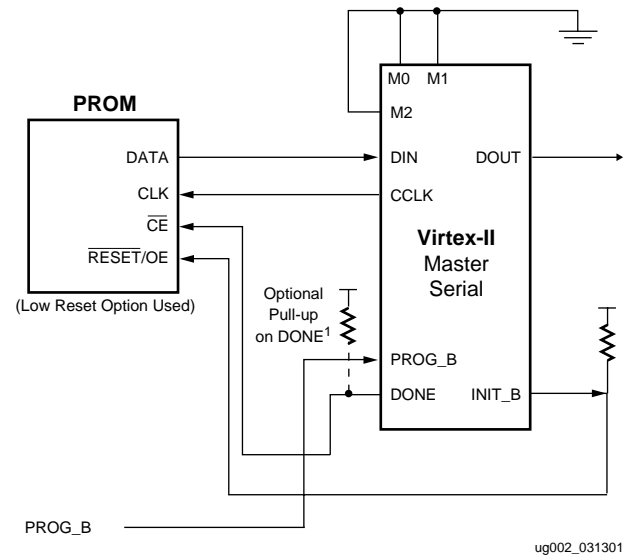 M0 M1
M2
PROM
DATA
CLK
CE
RESET/OE
(Low Reset Option Used)
DIN
DOUT
CCLK
Virtex-II
Master
Serial
Optional
Pull-up
on DONE1
PROG_B
DONE
INIT_B
PROG_B
ug002_031301